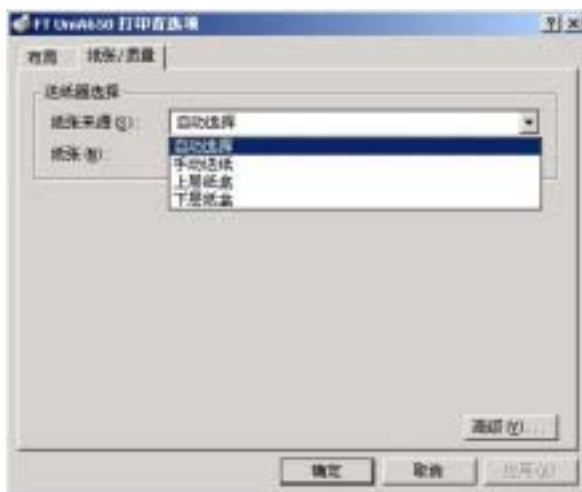 FT UniA650 打印首选项
布局 纸张/质量
送纸器选择
纸张来源(S): 自动选择
纸张(M):
自动选择
手动送纸
上层纸盒
下层纸盒
高级(V)...
确定 取消 应用(A)